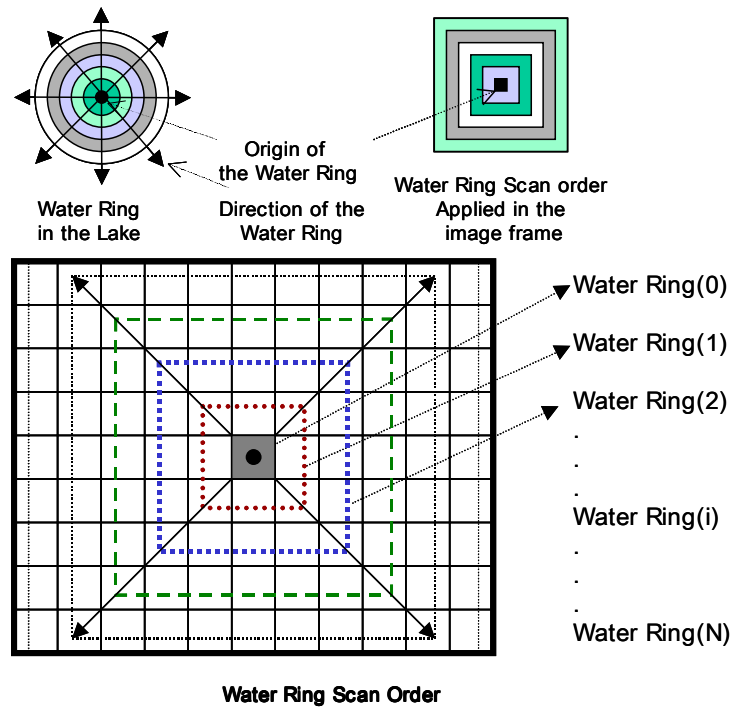 Origin of
the Water Ring
Water Ring
in the Lake
Direction of the
Water Ring
Water Ring Scan order
Applied in the
image frame
Water Ring(0)
Water Ring(1)
Water Ring(2)
.
.
.
Water Ring(i)
.
.
.
Water Ring(N)
Water Ring Scan Order